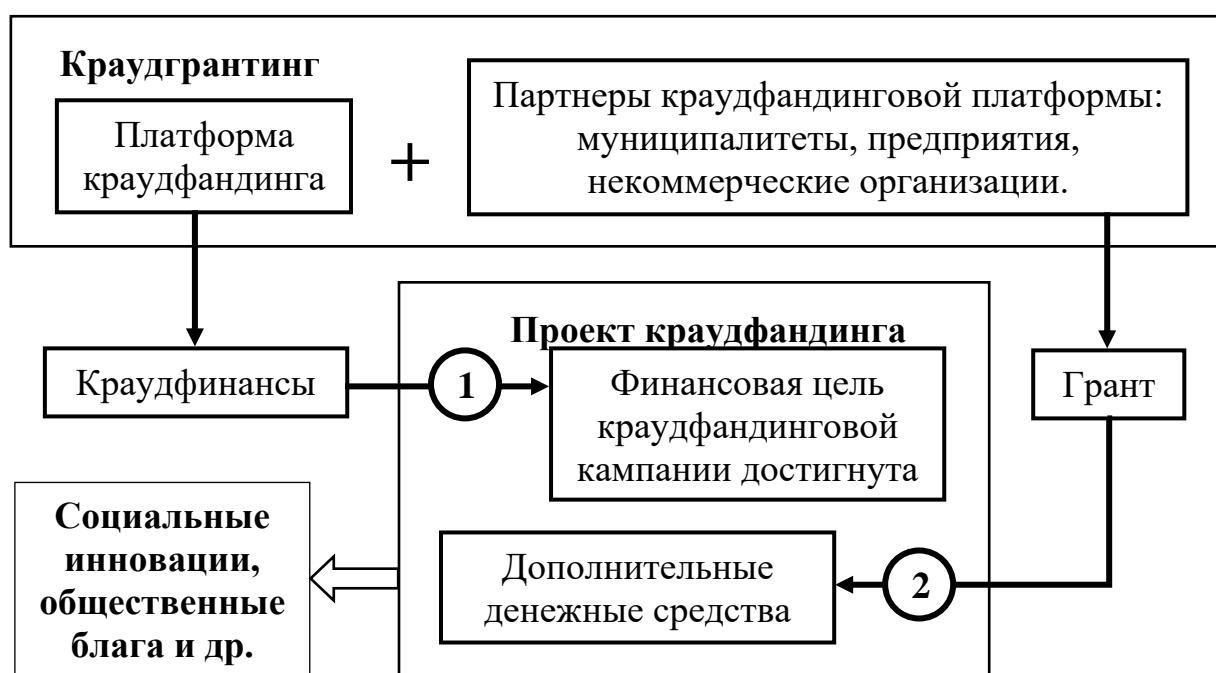 Краудгрантинг
Платформа
краудфандинга
+
Партнеры краудфандинговой платформы:
муниципалитеты, предприятия,
некоммерческие организации.
Проект краудфандинга
Краудфинансы
1
Финансовая цель
краудфандинговой
кампании достигнута
Грант
Социальные
инновации,
общественные
блага и др.
Дополнительные
денежные средства
2